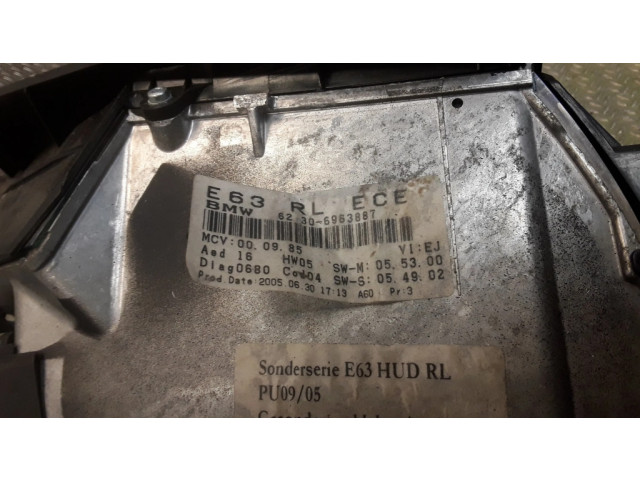 E63 RL ECE
BMW 62.30-6963887
MCV:00.09.85 VI:EJ
Aed 16 HW05 SW-M:05.53.00
Diag06B0 Cod04 SW-S:05.49.02
Prod.Date:2005.06.30 17:13 A60 Pr:3
Sonderserie E63 HUD RL
PU09/05